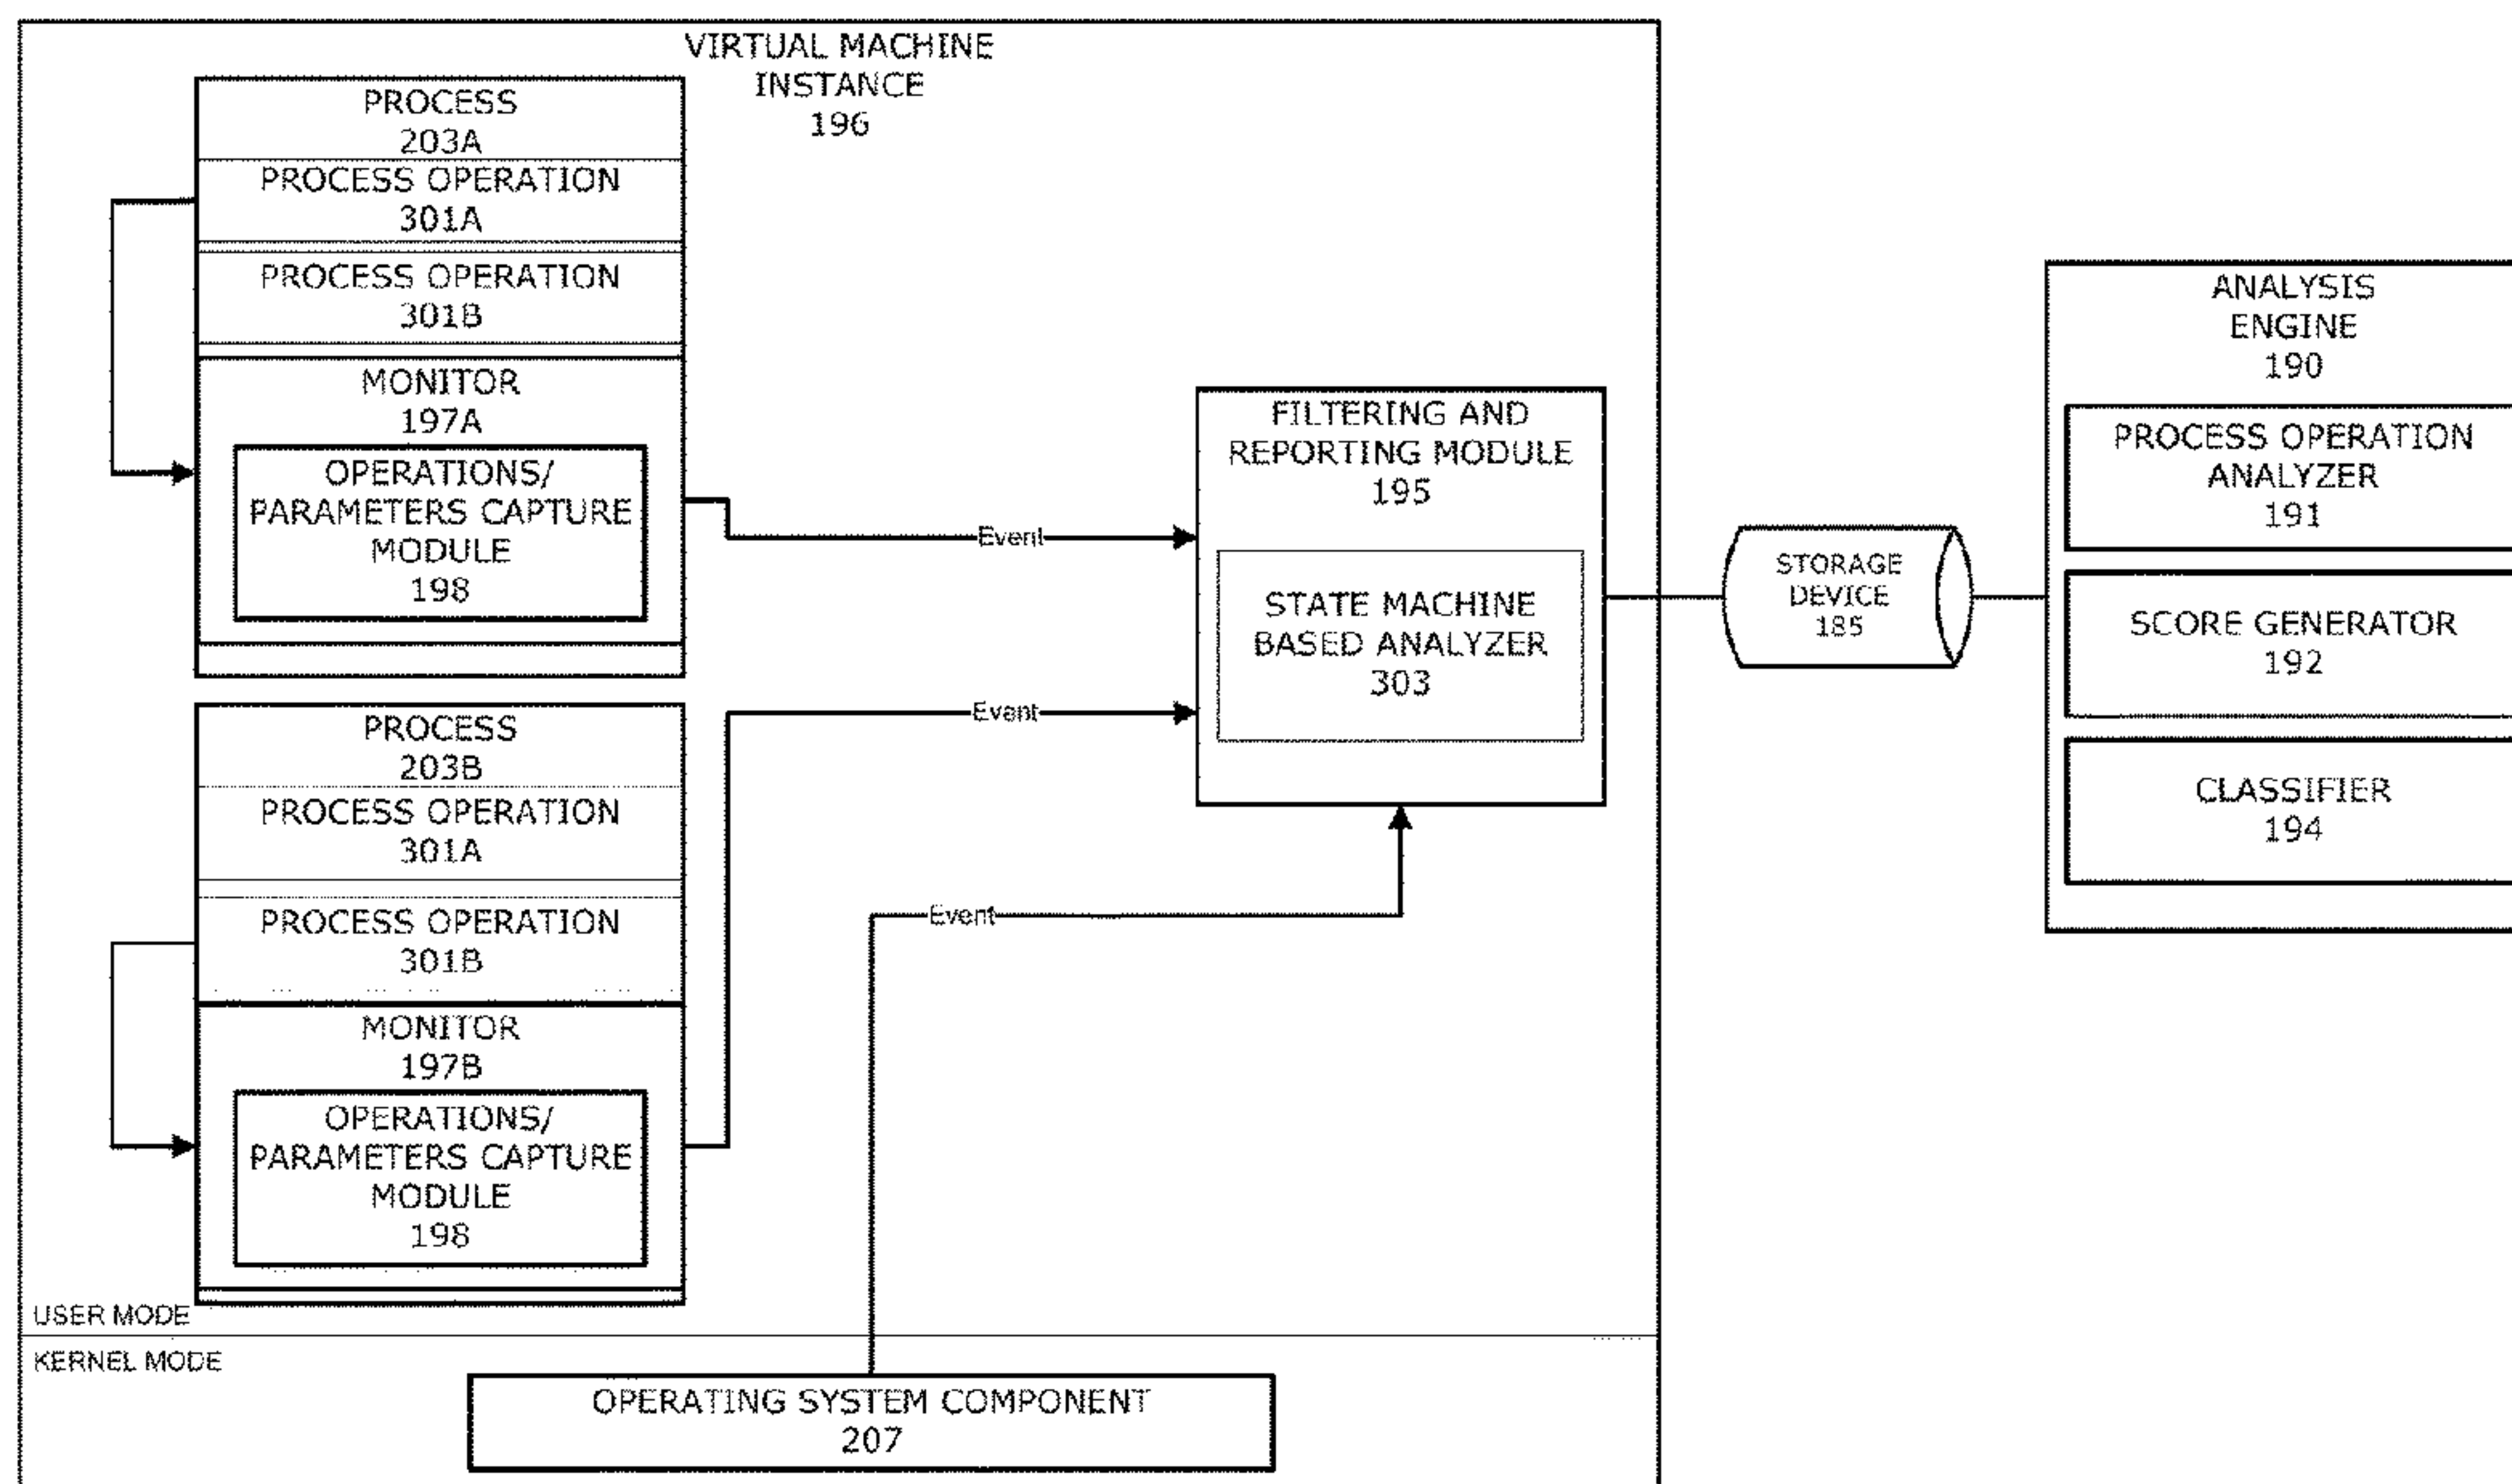 VIRTUAL MACHINE
INSTANCE
196
PROCESS
203A
PROCESS OPERATION
301A
PROCESS OPERATION
301B
MONITOR
197A
OPERATIONS/
PARAMETERS CAPTURE
MODULE
198
Event
PROCESS
203B
PROCESS OPERATION
301A
PROCESS OPERATION
301B
MONITOR
197B
OPERATIONS/
PARAMETERS CAPTURE
MODULE
198
Event
Event
FILTERING AND
REPORTING MODULE
195
STATE MACHINE
BASED ANALYZER
303
STORAGE
DEVICE
185
ANALYSIS
ENGINE
190
PROCESS OPERATION
ANALYZER
191
SCORE GENERATOR
192
CLASSIFIER
194
USER MODE
KERNEL MODE
OPERATING SYSTEM COMPONENT
207